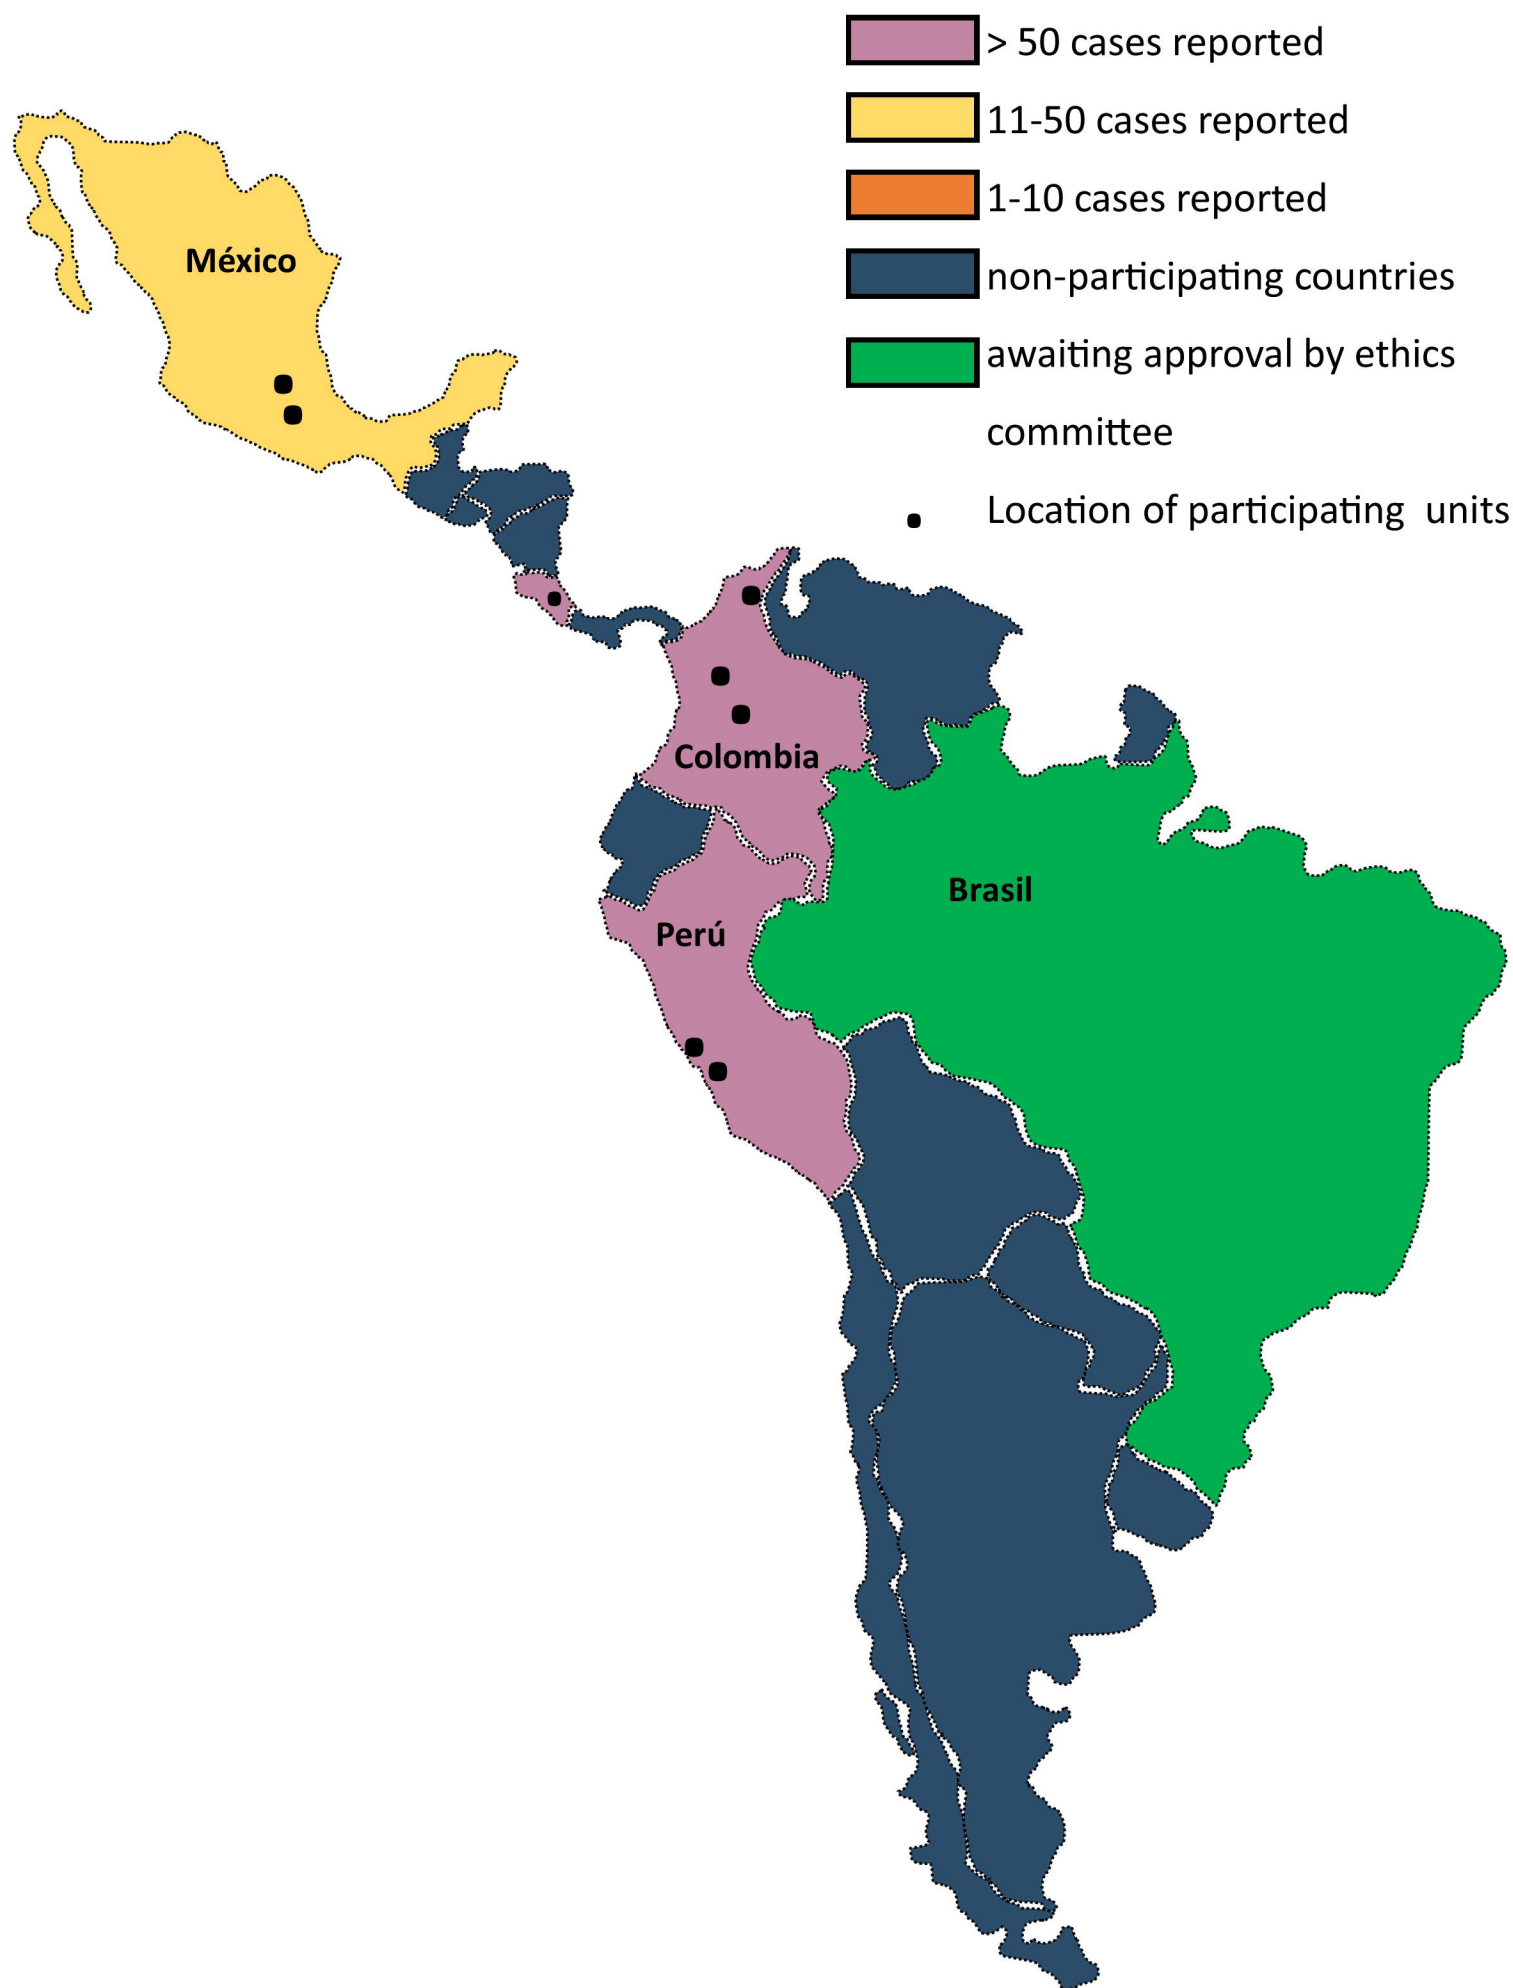 > 50 cases reported
11-50 cases reported
1-10 cases reported
non-participating countries
awaiting approval by ethics
committee
Location of participating units
México
Colombia
Brasil
Perú